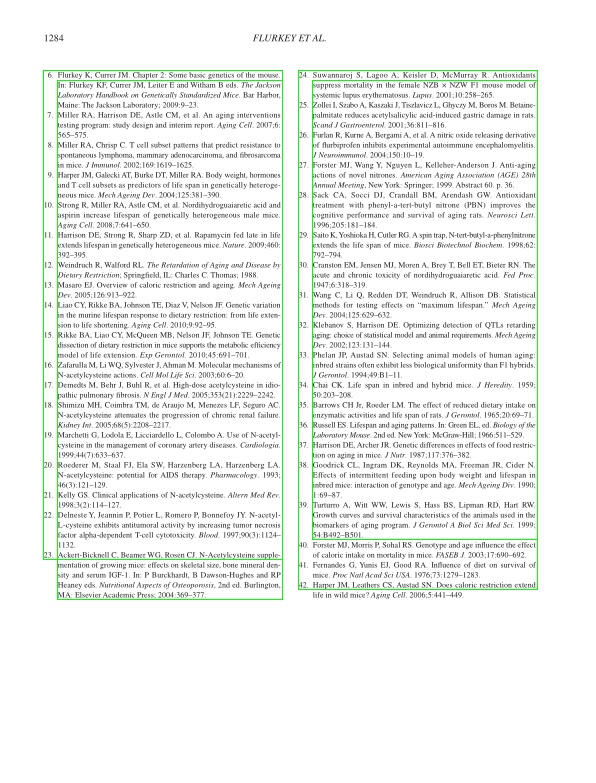 1284
FLURKEY ET AL.
6. Flurkey K, Currer JM. Chapter 2: Some basic genetics of the mouse.
In: Flurkey KF, Currer JM, Leiter E and Witham B eds. The Jackson
Laboratory Handbook on Genetically Standardized Mice. Bar Harbor,
Maine: The Jackson Laboratory; 2009:9–23.
7. Miller RA, Harrison DE, Astle CM, et al. An aging interventions
testing program: study design and interim report. Aging Cell. 2007;6:
565–575.
8. Miller RA, Chrisp C. T cell subset patterns that predict resistance to
spontaneous lymphoma, mammary adenocarcinoma, and fibrosarcoma
in mice. J Immunol. 2002;169:1619–1625.
9. Harper JM, Galecki AT, Burke DT, Miller RA. Body weight, hormones
and T cell subsets as predictors of life span in genetically heteroge-
neous mice. Mech Ageing Dev. 2004;125:381–390.
10. Strong R, Miller RA, Astle CM, et al. Nordihydroguaiaretic acid and
aspirin increase lifespan of genetically heterogeneous male mice.
Aging Cell. 2008;7:641–650.
11. Harrison DE, Strong R, Sharp ZD, et al. Rapamycin fed late in life
extends lifespan in genetically heterogeneous mice. Nature. 2009;460:
392–395.
12. Weindruch R, Walford RL. The Retardation of Aging and Disease by
Dietary Restriction; Springfield, IL: Charles C. Thomas; 1988.
13. Masaro EJ. Overview of caloric restriction and ageing. Mech Ageing
Dev. 2005;126:913–922.
14. Liao CY, Rikke BA, Johnson TE, Diaz V, Nelson JF. Genetic variation
in the murine lifespan response to dietary restriction: from life exten-
sion to life shortening. Aging Cell. 2010;9:92–95.
15. Rikke BA, Liao CY, McQueen MB, Nelson JF, Johnson TE. Genetic
dissection of dietary restriction in mice supports the metabolic efficiency
model of life extension. Exp Gerontol. 2010;45:691–701.
16. Zafarulla M, Li WQ, Sylvester J, Ahman M. Molecular mechanisms of
N-acetylcysteine actions. Cell Mol Life Sci. 2003;60:6–20.
17. Demedts M, Behr J, Buhl R, et al. High-dose acetylcysteine in idio-
pathic pulmonary fibrosis. N Engl J Med. 2005;353(21):2229–2242.
18. Shimizu MH, Coimbra TM, de Araujo M, Menezes LF, Seguro AC.
N-acetylcysteine attenuates the progression of chronic renal failure.
Kidney Int. 2005;68(5):2208–2217.
19. Marchetti G, Lodola E, Licciardello L, Colombo A. Use of N-acetyl-
cysteine in the management of coronary artery diseases. Cardiologia.
1999;44(7):633–637.
20. Roederer M, Staal FJ, Ela SW, Harzenberg LA, Harzenberg LA.
N-acetylcysteine: potential for AIDS therapy. Pharmacology. 1993;
46(3):121–129.
21. Kelly GS. Clinical applications of N-acetylcysteine. Altern Med Rev.
1998;3(2):114–127.
22. Delneste Y, Jeannin P, Potier L, Romero P, Bonnefoy JY. N-acetyl-
L-cysteine exhibits antitumoral activity by increasing tumor necrosis
factor alpha-dependent T-cell cytotoxicity. Blood. 1997;90(3):1124–
1132.
23. Ackert-Bicknell C, Beamer WG, Rosen CJ. N-Acetylcysteine supple-
mentation of growing mice: effects on skeletal size, bone mineral den-
sity and serum IGF-1. In: P Burckhardt, B Dawson-Hughes and RP
Heaney eds. Nutritional Aspects of Osteoporosis, 2nd ed. Burlington,
MA: Elsevier Academic Press; 2004:369–377.
24. Suwannaroj S, Lagoo A, Keisler D, McMurray R. Antioxidants
suppress mortality in the female NZB × NZW F1 mouse model of
systemic lupus erythematosus. Lupus. 2001;10:258–265.
25. Zollei I, Szabo A, Kaszaki J, Tiszlavicz L, Ghyczy M, Boros M. Betaine-
palmitate reduces acetylsalicylic acid-induced gastric damage in rats.
Scand J Gastroenterol. 2001;36:811–816.
26. Furlan R, Kurne A, Bergami A, et al. A nitric oxide releasing derivative
of flurbiprofen inhibits experimental autoimmune encephalomyelitis.
J Neuroimmunol. 2004;150:10–19.
27. Forster MJ, Wang Y, Nguyen L, Kelleher-Anderson J. Anti-aging
actions of novel nitrones. American Aging Association (AGE) 28th
Annual Meeting, New York: Springer; 1999. Abstract 60. p. 36.
28. Sack CA, Socci DJ, Crandall BM, Arendash GW. Antioxidant
treatment with phenyl-a-tert-butyl nitrone (PBN) improves the
cognitive performance and survival of aging rats. Neurosci Lett.
1996;205:181–184.
29. Saito K, Yoshioka H, Cutler RG. A spin trap, N-tert-butyl-a-phenylnitrone
extends the life span of mice. Biosci Biotechnol Biochem. 1998;62:
792–794.
30. Cranston EM, Jensen MJ, Moren A, Brey T, Bell ET, Bieter RN. The
acute and chronic toxicity of nordihydroguaiaretic acid. Fed Proc.
1947;6:318–319.
31. Wang C, Li Q, Redden DT, Weindruch R, Allison DB. Statistical
methods for testing effects on "maximum lifespan." Mech Ageing
Dev. 2004;125:629–632.
32. Klebanov S, Harrison DE. Optimizing detection of QTLs retarding
aging: choice of statistical model and animal requirements. Mech Ageing
Dev. 2002;123:131–144.
33. Phelan JP, Austad SN. Selecting animal models of human aging:
inbred strains often exhibit less biological uniformity than F1 hybrids.
J Gerontol. 1994;49:B1–11.
34. Chai CK. Life span in inbred and hybrid mice. J Heredity. 1959;
50:203–208.
35. Barrows CH Jr, Roeder LM. The effect of reduced dietary intake on
enzymatic activities and life span of rats. J Gerontol. 1965;20:69–71.
36. Russell ES. Lifespan and aging patterns. In: Green EL, ed. Biology of the
Laboratory Mouse. 2nd ed. New York: McGraw-Hill; 1966:511–529.
37. Harrison DE, Archer JR. Genetic differences in effects of food restric-
tion on aging in mice. J Nutr. 1987;117:376–382.
38. Goodrick CL, Ingram DK, Reynolds MA, Freeman JR, Cider N.
Effects of intermittent feeding upon body weight and lifespan in
inbred mice: interaction of genotype and age. Mech Ageing Div. 1990;
1:69–87.
39. Turturro A, Witt WW, Lewis S, Hass BS, Lipman RD, Hart RW.
Growth curves and survival characteristics of the animals used in the
biomarkers of aging program. J Gerontol A Biol Sci Med Sci. 1999;
54:B492–B501.
40. Forster MJ, Morris P, Sohal RS. Genotype and age influence the effect
of caloric intake on mortality in mice. FASEB J. 2003;17:690–692.
41. Fernandes G, Yunis EJ, Good RA. Influence of diet on survival of
mice. Proc Natl Acad Sci USA. 1976;73:1279–1283.
42. Harper JM, Leathers CS, Austad SN. Does caloric restriction extend
life in wild mice? Aging Cell. 2006;5:441–449.